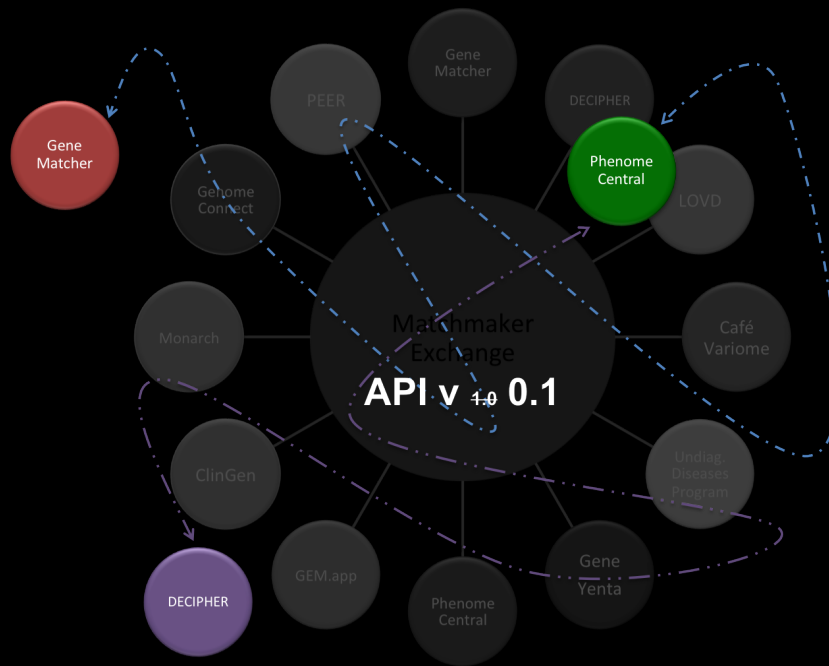 Gene
Matcher
PEER
DECIPHER
Gene
Matcher
Phenome
Central
Genome
Connect
LOVD
Monarch
Matchmaker
Exchange
Café
Variome
API v 1.0 0.1
ClinGen
Undiag.
Diseases
Program
DECIPHER
GEM.app
Phenome
Central
Gene
Yenta